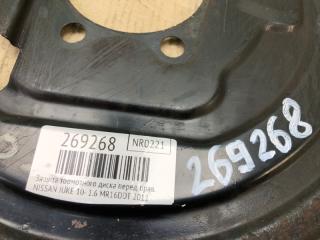 269268
NR0221
Защита тормозного диска перед. прав.
NISSAN JUKE 10- 1.6 MR16DDT 2011
269268